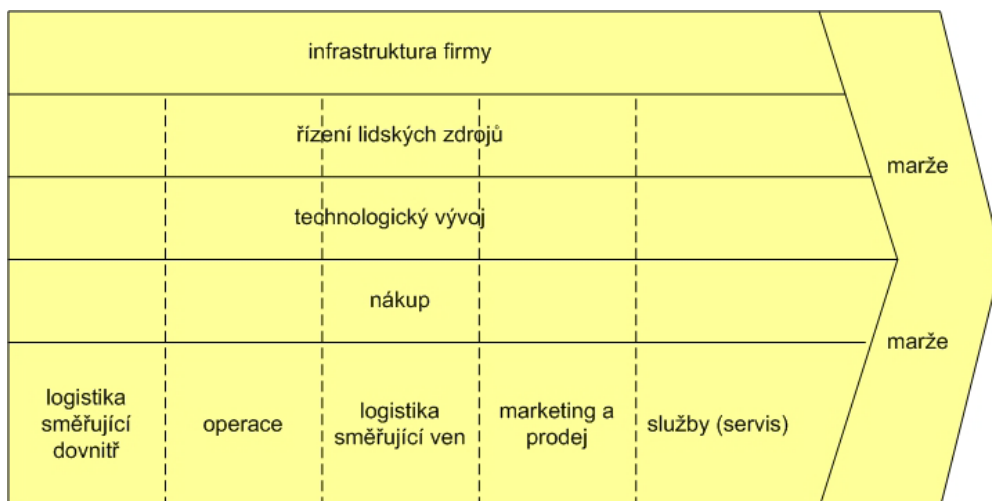 infrastruktura firmy
řízení lidských zdrojů
marže
technologický vývoj
nákup
marže
logistika
směřující
dovnitř
operace
logistika
směřující ven
marketing a
prodej
služby (servis)